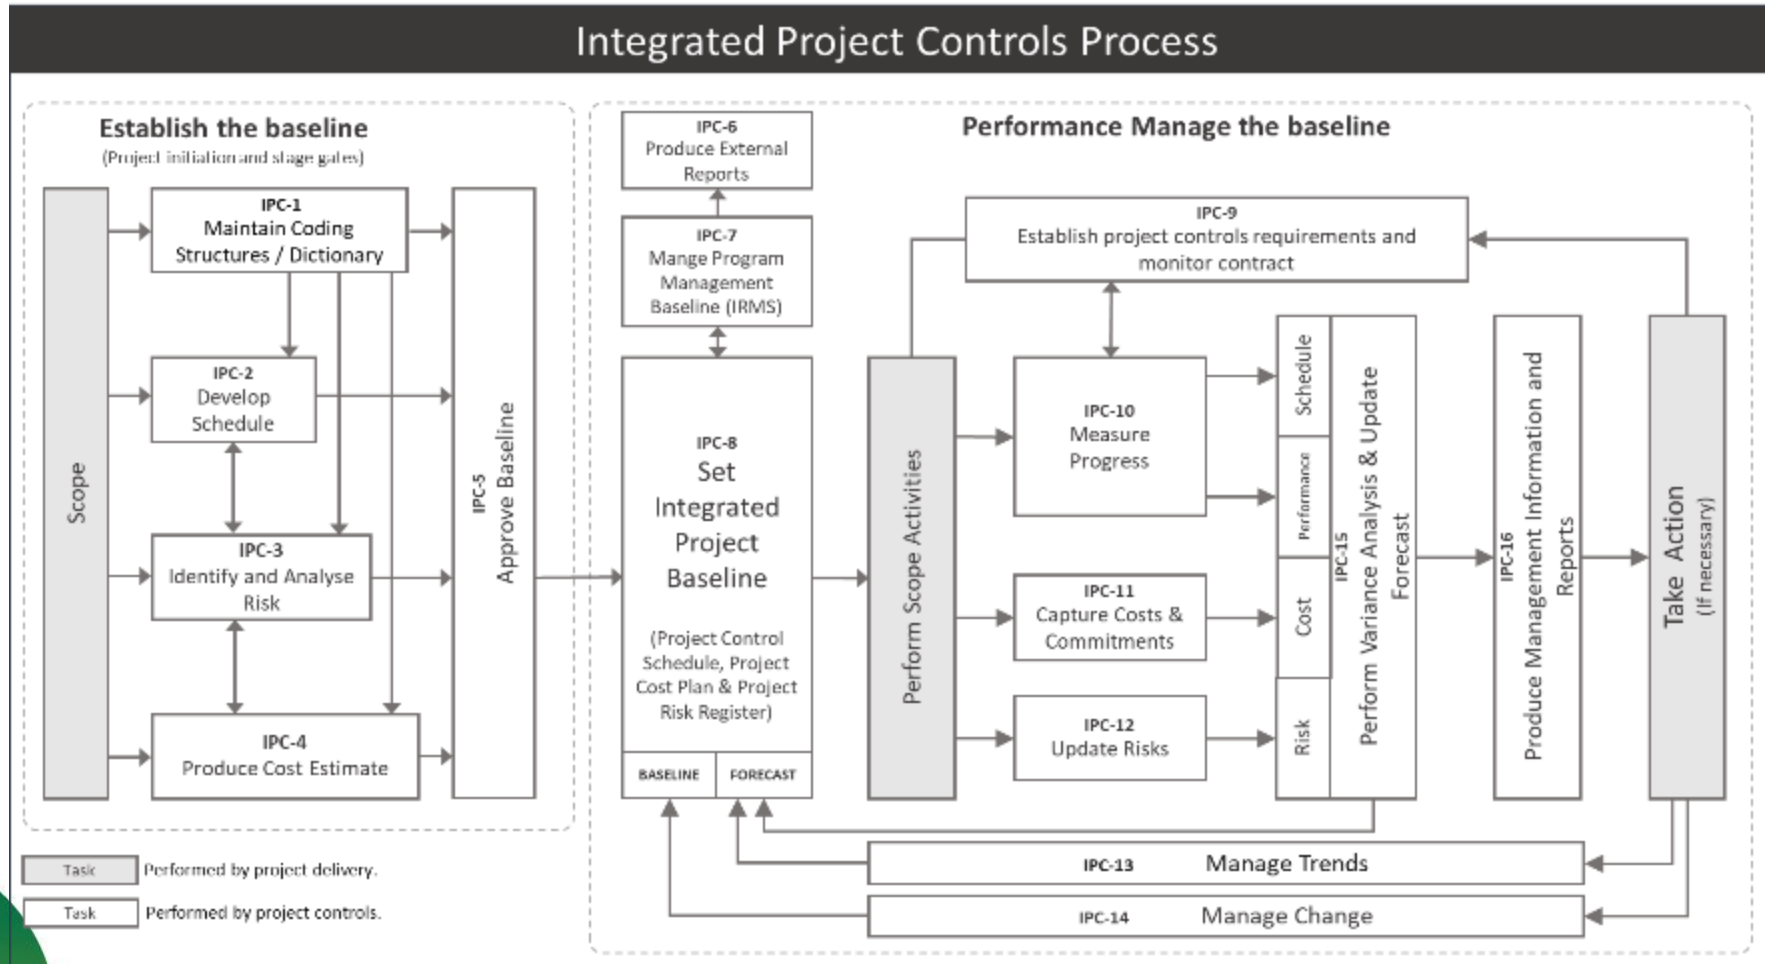 Integrated Project Controls Process
Establish the baseline
(Project initiation and stage gates)
Scope
IPC-1
Maintain Coding
Structures / Dictionary
IPC-2
Develop
Schedule
IPC-3
Identify and Analyse
Risk
IPC-4
Produce Cost Estimate
IPC-5
Approve Baseline
Task
Performed by project delivery.
Task
Performed by project controls.
Performance Manage the baseline
IPC-6
Produce External
Reports
IPC-7
Mange Program
Management
Baseline (IRMS)
IPC-8
Set
Integrated
Project
Baseline
(Project Control
Schedule, Project
Cost Plan & Project
Risk Register)
BASELINE
FORECAST
Perform Scope Activities
IPC-9
Establish project controls requirements and
monitor contract
IPC-10
Measure
Progress
IPC-11
Capture Costs &
Commitments
IPC-12
Update Risks
Schedule
Performance
Cost
Risk
IPC-15
Perform Variance Analysis & Update
Forecast
IPC-16
Produce Management Information and
Reports
Take Action
(If necessary)
IPC-13 Manage Trends
IPC-14 Manage Change